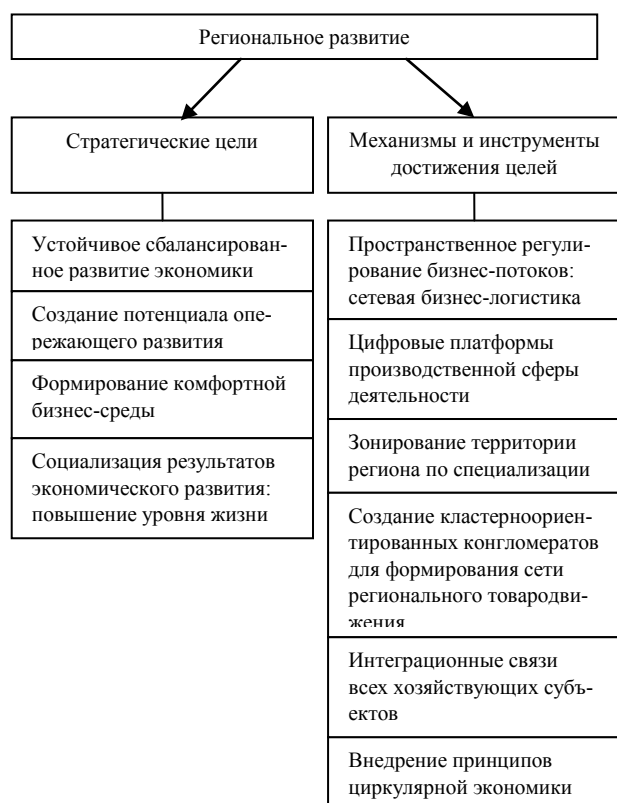 Региональное развитие
Стратегические цели
Механизмы и инструменты
достижения целей
Устойчивое сбалансирован-
ное развитие экономики
Создание потенциала опе-
режающего развития
Формирование комфортной
бизнес-среды
Социализация результатов
экономического развития:
повышение уровня жизни
Пространственное регули-
рование бизнес-потоков:
сетевая бизнес-логистика
Цифровые платформы
производственной сферы
деятельности
Зонирование территории
региона по специализации
Создание кластерноориен-
тированных конгломератов
для формирования сети
регионального товародви-
жения
Интеграционные связи
всех хозяйствующих субъ-
ектов
Внедрение принципов
циркулярной экономики